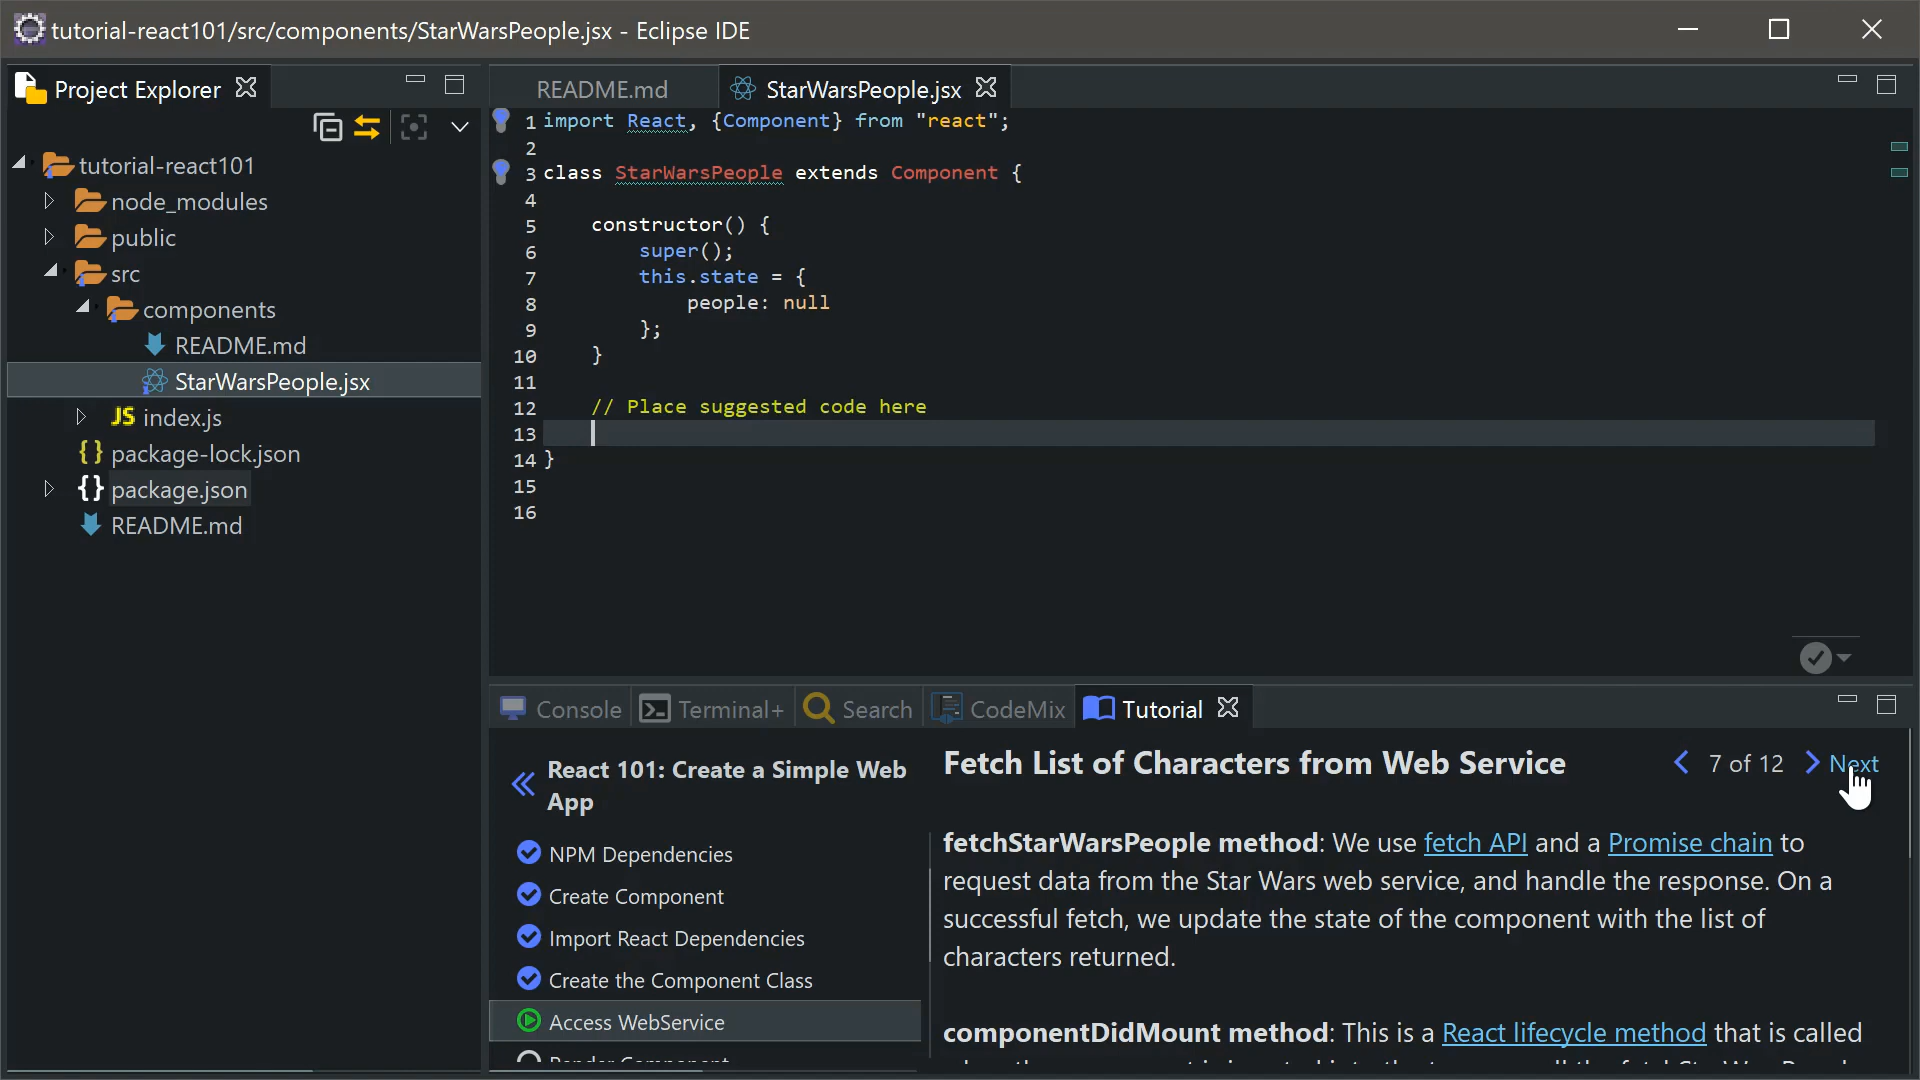 tutorial-react101/src/components/StarWarsPeople.jsx - Eclipse IDE
Project Explorer
tutorial-react101
node_modules
public
src
components
README.md
StarWarsPeople.jsx
JS index.js
{} package-lock.json
{} package.json
README.md
README.md
StarWarsPeople.jsx
1 import React, {Component} from "react";
2
3 class StarWarsPeople extends Component {
4
5 constructor() {
6 super();
7 this.state = {
8 people: null
9 };
10 }
11
12 // Place suggested code here
13
14 }
15
16
Console
Terminal+
Search
CodeMix
Tutorial
React 101: Create a Simple Web
App
NPM Dependencies
Create Component
Import React Dependencies
Create the Component Class
Access WebService
Render Component
Fetch List of Characters from Web Service
7 of 12
Next
fetchStarWarsPeople method: We use fetch API and a Promise chain to
request data from the Star Wars web service, and handle the response. On a
successful fetch, we update the state of the component with the list of
characters returned.
componentDidMount method: This is a React lifecycle method that is called